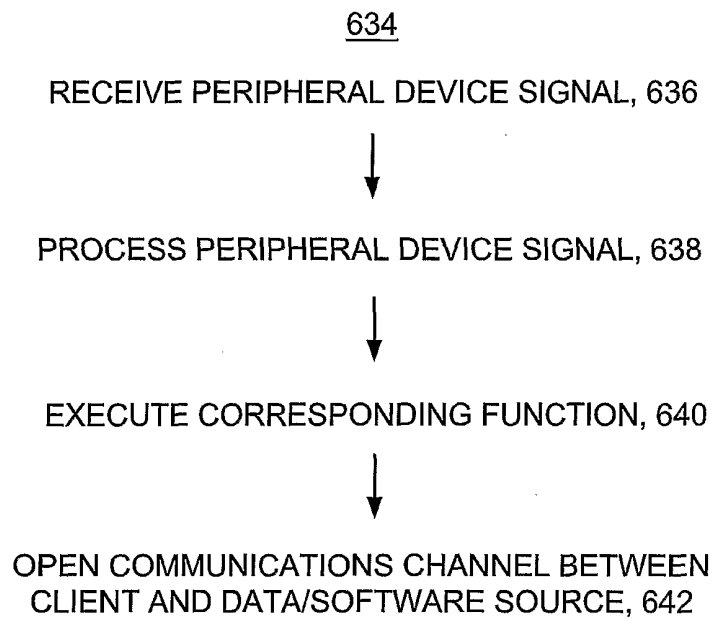 634
RECEIVE PERIPHERAL DEVICE SIGNAL, 636
PROCESS PERIPHERAL DEVICE SIGNAL, 638
EXECUTE CORRESPONDING FUNCTION, 640
OPEN COMMUNICATIONS CHANNEL BETWEEN
CLIENT AND DATA/SOFTWARE SOURCE, 642